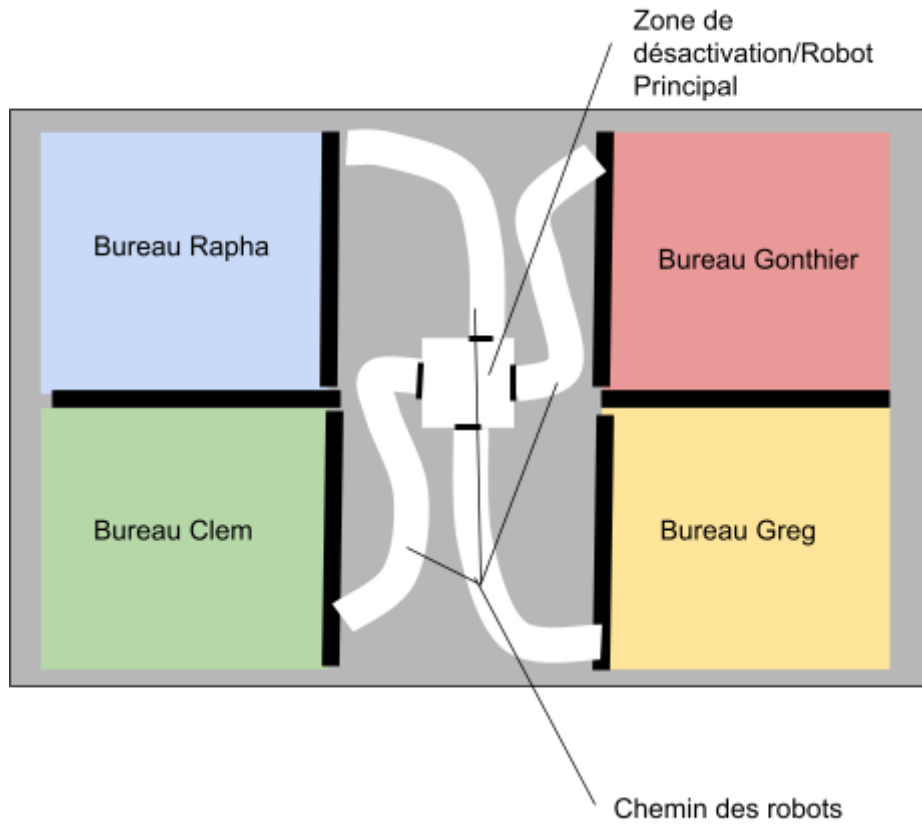 Zone de
désactivation/Robot
Principal
Bureau Rapha
Bureau Gonthier
Bureau Clem
Bureau Greg
Chemin des robots